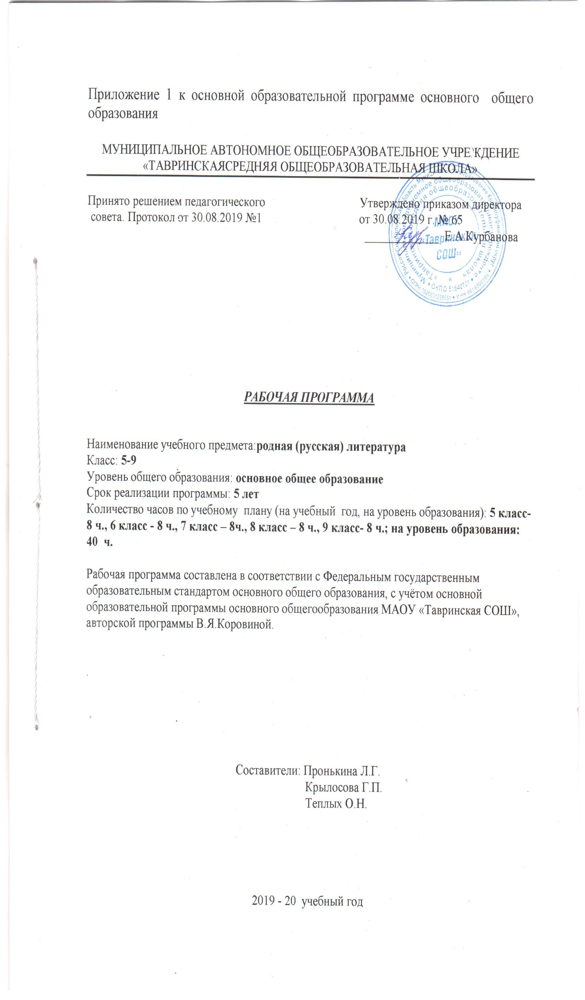 Приложение 1 к основной образовательной программе основного общего
образования
МУНИЦИПАЛЬНОЕ АВТОНОМНОЕ ОБЩЕОБРАЗОВАТЕЛЬНОЕ УЧРЕЖДЕНИЕ
«ТАВРИНСКАЯСРЕДНЯЯ ОБЩЕОБРАЗОВАТЕЛЬНАЯ ШКОЛА»
Принято решением педагогического
совета. Протокол от 30.08.2019 №1
Утверждено приказом директора
от 30.08.2019 г. № 65
Е.А.Курбанова
МАОУ
«Тавринская
СОШ»
РАБОЧАЯ ПРОГРАММА
Наименование учебного предмета:родная (русская) литература
Класс: 5-9
Уровень общего образования: основное общее образование
Срок реализации программы: 5 лет
Количество часов по учебному плану (на учебный год, на уровень образования): 5 класс-
8 ч., 6 класс - 8 ч., 7 класс – 8ч., 8 класс – 8 ч., 9 класс- 8 ч.; на уровень образования:
40 ч.
Рабочая программа составлена в соответствии с Федеральным государственным
образовательным стандартом основного общего образования, с учётом основной
образовательной программы основного общегообразования МАОУ «Тавринская СОШ»,
авторской программы В.Я.Коровиной.
Составители: Пронькина Л.Г.
Крылосова Г.П.
Теплых О.Н.
2019 - 20 учебный год